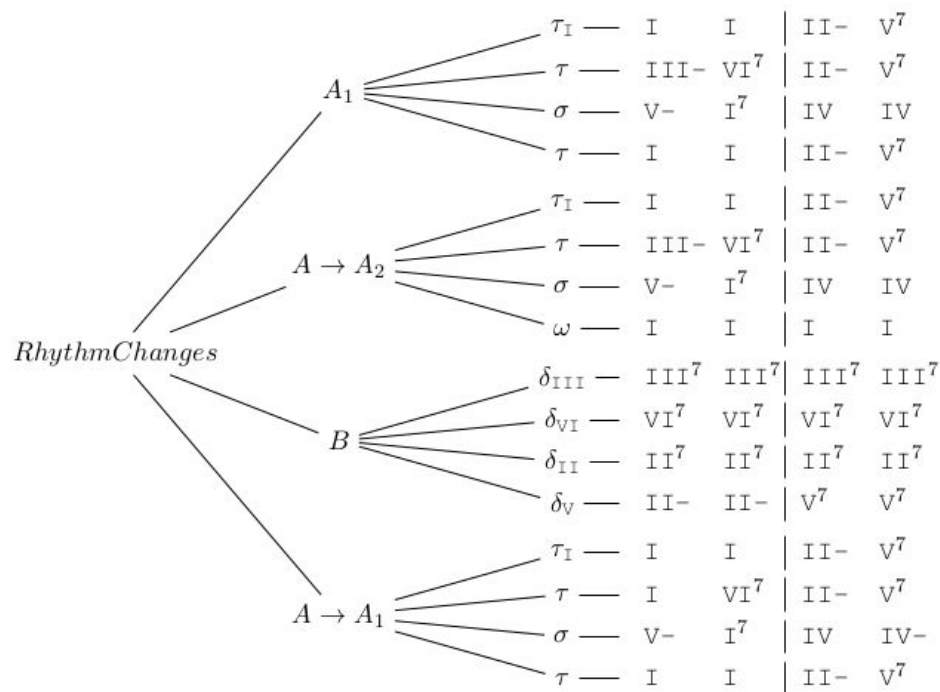 τ_I — I I | II- V⁷
τ — III- VI⁷ | II- V⁷
A₁
σ — V- I⁷ | IV IV
τ — I I | II- V⁷
τ_I — I I | II- V⁷
τ — III- VI⁷ | II- V⁷
A → A₂
σ — V- I⁷ | IV IV
ω — I I | I I
RhythmChanges
δ_III — III⁷ III⁷ | III⁷ III⁷
δ_VI — VI⁷ VI⁷ | VI⁷ VI⁷
B
δ_II — II⁷ II⁷ | II⁷ II⁷
δ_V — II- II- | V⁷ V⁷
τ_I — I I | II- V⁷
τ — I VI⁷ | II- V⁷
A → A₁
σ — V- I⁷ | IV IV-
τ — I I | II- V⁷